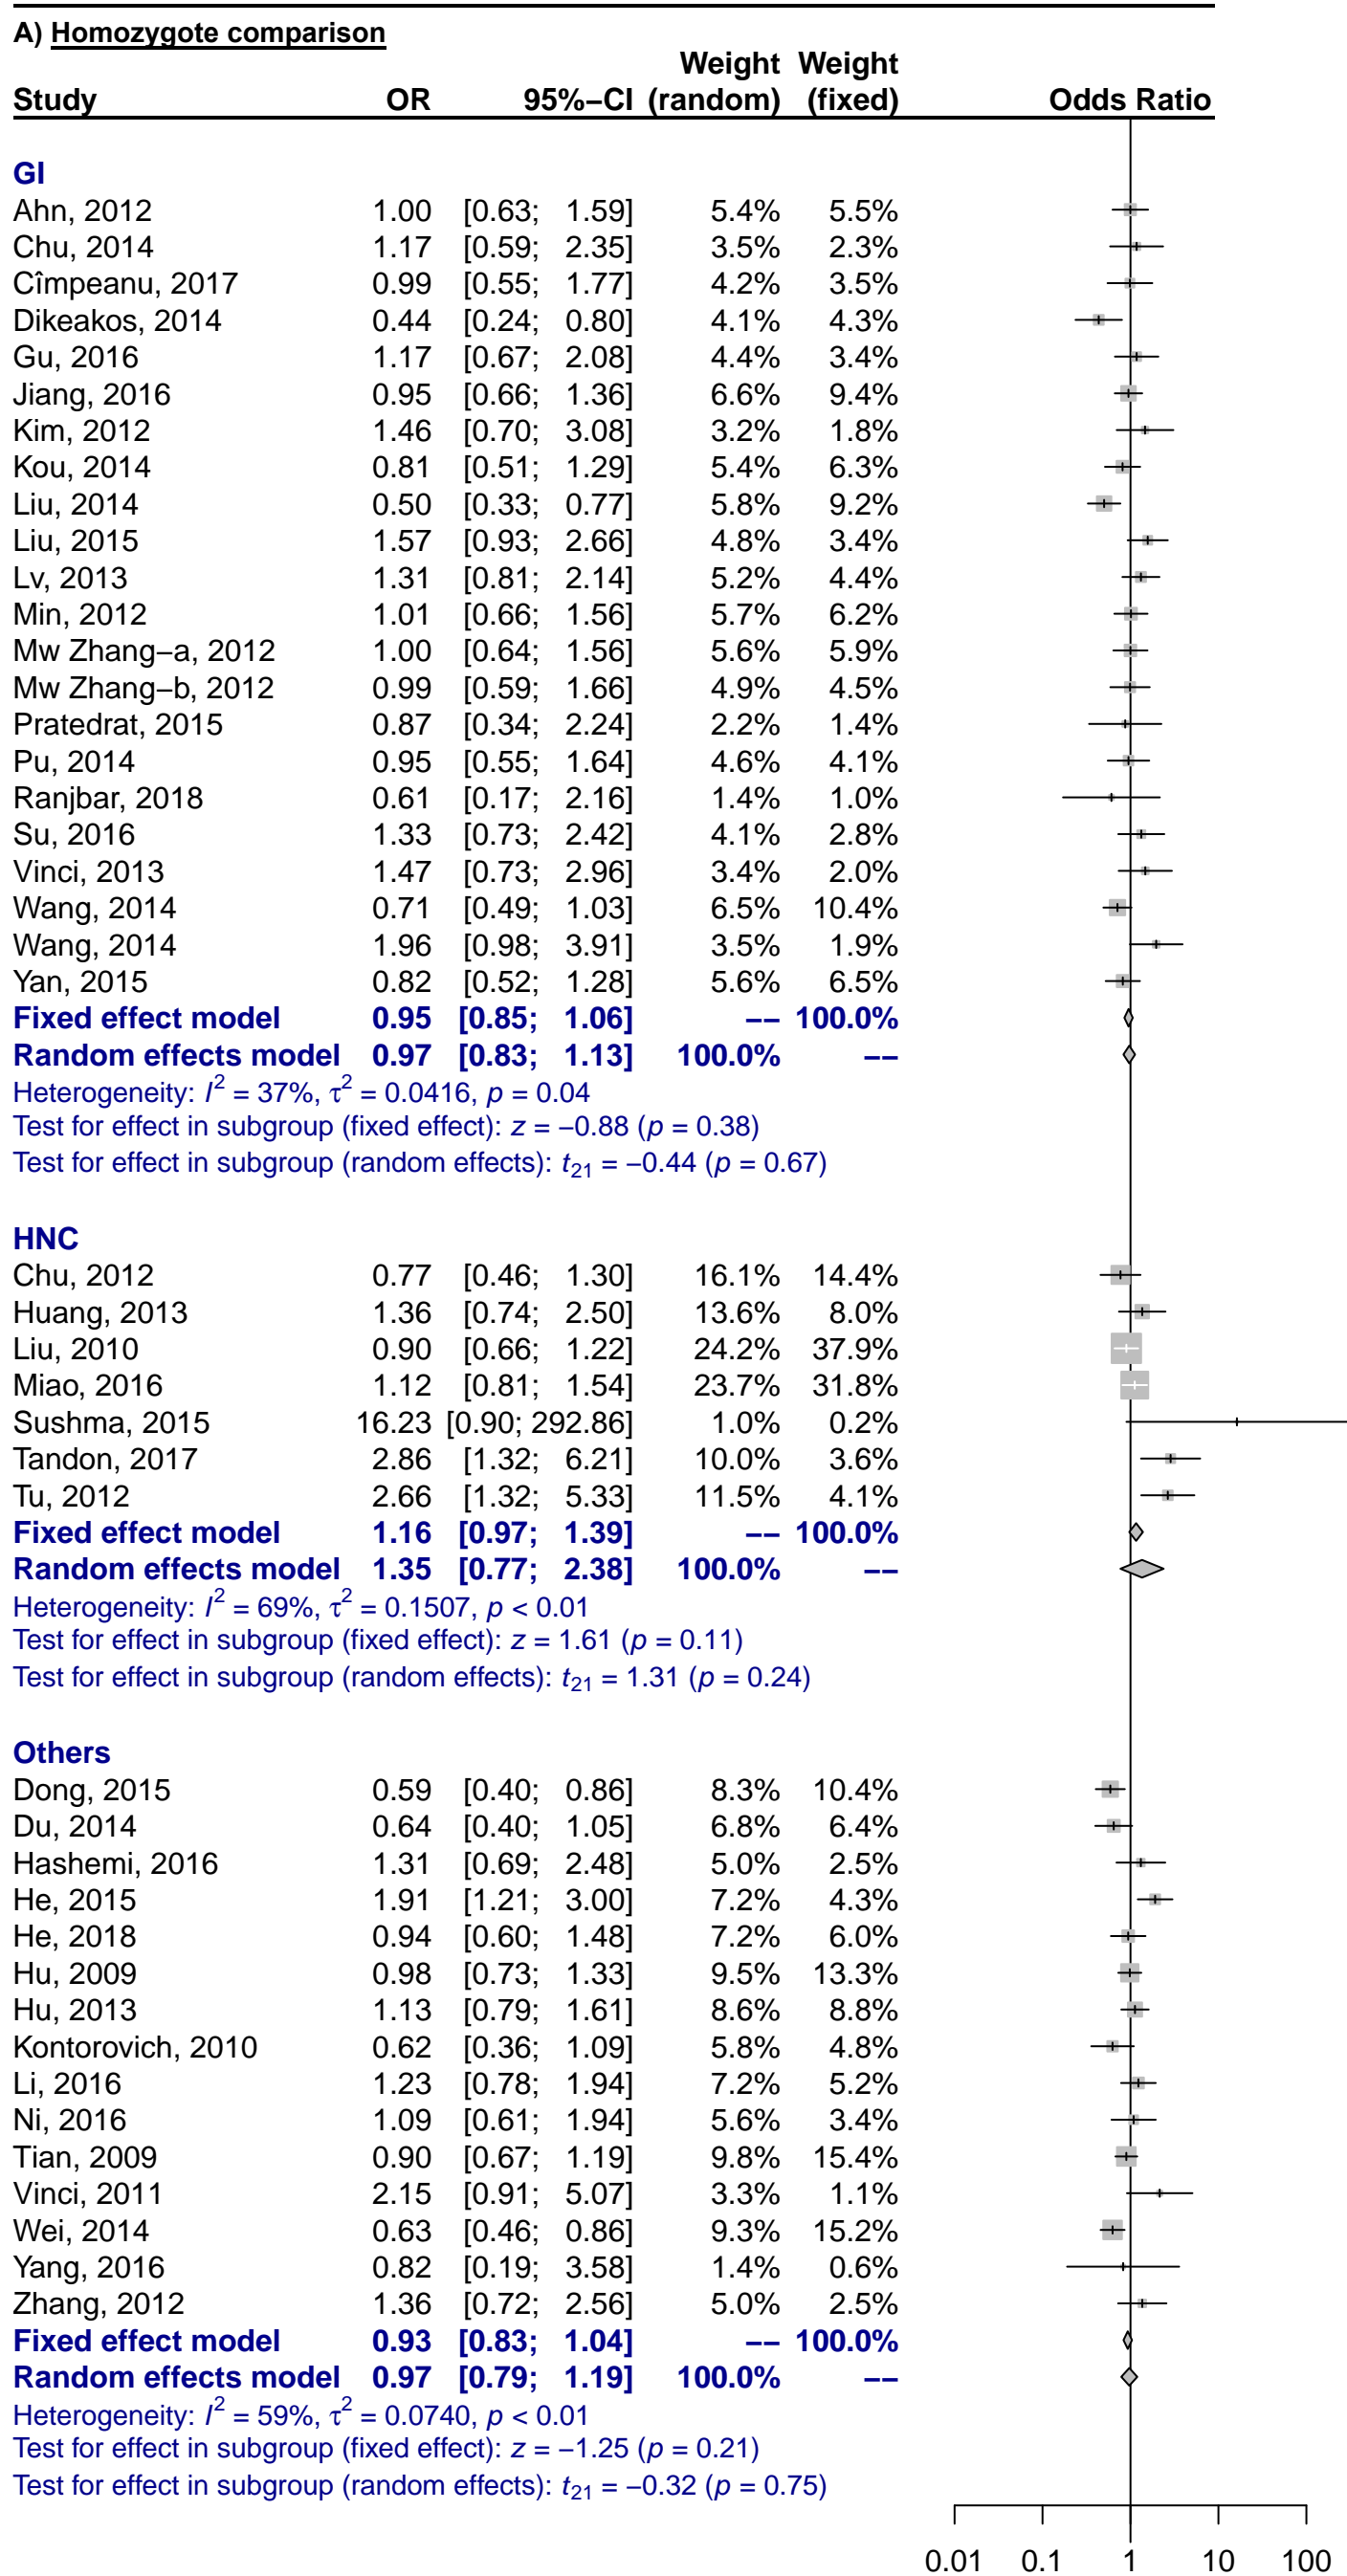 A) Homozygote comparison
Weight Weight
Study OR 95%−CI (random) (fixed) Odds Ratio
GI
Ahn, 2012 1.00 [0.63; 1.59] 5.4% 5.5%
Chu, 2014 1.17 [0.59; 2.35] 3.5% 2.3%
Cîmpeanu, 2017 0.99 [0.55; 1.77] 4.2% 3.5%
Dikeakos, 2014 0.44 [0.24; 0.80] 4.1% 4.3%
Gu, 2016 1.17 [0.67; 2.08] 4.4% 3.4%
Jiang, 2016 0.95 [0.66; 1.36] 6.6% 9.4%
Kim, 2012 1.46 [0.70; 3.08] 3.2% 1.8%
Kou, 2014 0.81 [0.51; 1.29] 5.4% 6.3%
Liu, 2014 0.50 [0.33; 0.77] 5.8% 9.2%
Liu, 2015 1.57 [0.93; 2.66] 4.8% 3.4%
Lv, 2013 1.31 [0.81; 2.14] 5.2% 4.4%
Min, 2012 1.01 [0.66; 1.56] 5.7% 6.2%
Mw Zhang−a, 2012 1.00 [0.64; 1.56] 5.6% 5.9%
Mw Zhang−b, 2012 0.99 [0.59; 1.66] 4.9% 4.5%
Pratedrat, 2015 0.87 [0.34; 2.24] 2.2% 1.4%
Pu, 2014 0.95 [0.55; 1.64] 4.6% 4.1%
Ranjbar, 2018 0.61 [0.17; 2.16] 1.4% 1.0%
Su, 2016 1.33 [0.73; 2.42] 4.1% 2.8%
Vinci, 2013 1.47 [0.73; 2.96] 3.4% 2.0%
Wang, 2014 0.71 [0.49; 1.03] 6.5% 10.4%
Wang, 2014 1.96 [0.98; 3.91] 3.5% 1.9%
Yan, 2015 0.82 [0.52; 1.28] 5.6% 6.5%
Fixed effect model 0.95 [0.85; 1.06] −− 100.0%
Random effects model 0.97 [0.83; 1.13] 100.0% −−
Heterogeneity: I² = 37%, τ² = 0.0416, p = 0.04
Test for effect in subgroup (fixed effect): z = −0.88 (p = 0.38)
Test for effect in subgroup (random effects): t₂₁ = −0.44 (p = 0.67)
HNC
Chu, 2012 0.77 [0.46; 1.30] 16.1% 14.4%
Huang, 2013 1.36 [0.74; 2.50] 13.6% 8.0%
Liu, 2010 0.90 [0.66; 1.22] 24.2% 37.9%
Miao, 2016 1.12 [0.81; 1.54] 23.7% 31.8%
Sushma, 2015 16.23 [0.90; 292.86] 1.0% 0.2%
Tandon, 2017 2.86 [1.32; 6.21] 10.0% 3.6%
Tu, 2012 2.66 [1.32; 5.33] 11.5% 4.1%
Fixed effect model 1.16 [0.97; 1.39] −− 100.0%
Random effects model 1.35 [0.77; 2.38] 100.0% −−
Heterogeneity: I² = 69%, τ² = 0.1507, p < 0.01
Test for effect in subgroup (fixed effect): z = 1.61 (p = 0.11)
Test for effect in subgroup (random effects): t₂₁ = 1.31 (p = 0.24)
Others
Dong, 2015 0.59 [0.40; 0.86] 8.3% 10.4%
Du, 2014 0.64 [0.40; 1.05] 6.8% 6.4%
Hashemi, 2016 1.31 [0.69; 2.48] 5.0% 2.5%
He, 2015 1.91 [1.21; 3.00] 7.2% 4.3%
He, 2018 0.94 [0.60; 1.48] 7.2% 6.0%
Hu, 2009 0.98 [0.73; 1.33] 9.5% 13.3%
Hu, 2013 1.13 [0.79; 1.61] 8.6% 8.8%
Kontorovich, 2010 0.62 [0.36; 1.09] 5.8% 4.8%
Li, 2016 1.23 [0.78; 1.94] 7.2% 5.2%
Ni, 2016 1.09 [0.61; 1.94] 5.6% 3.4%
Tian, 2009 0.90 [0.67; 1.19] 9.8% 15.4%
Vinci, 2011 2.15 [0.91; 5.07] 3.3% 1.1%
Wei, 2014 0.63 [0.46; 0.86] 9.3% 15.2%
Yang, 2016 0.82 [0.19; 3.58] 1.4% 0.6%
Zhang, 2012 1.36 [0.72; 2.56] 5.0% 2.5%
Fixed effect model 0.93 [0.83; 1.04] −− 100.0%
Random effects model 0.97 [0.79; 1.19] 100.0% −−
Heterogeneity: I² = 59%, τ² = 0.0740, p < 0.01
Test for effect in subgroup (fixed effect): z = −1.25 (p = 0.21)
Test for effect in subgroup (random effects): t₂₁ = −0.32 (p = 0.75)
0.01 0.1 1 10 100